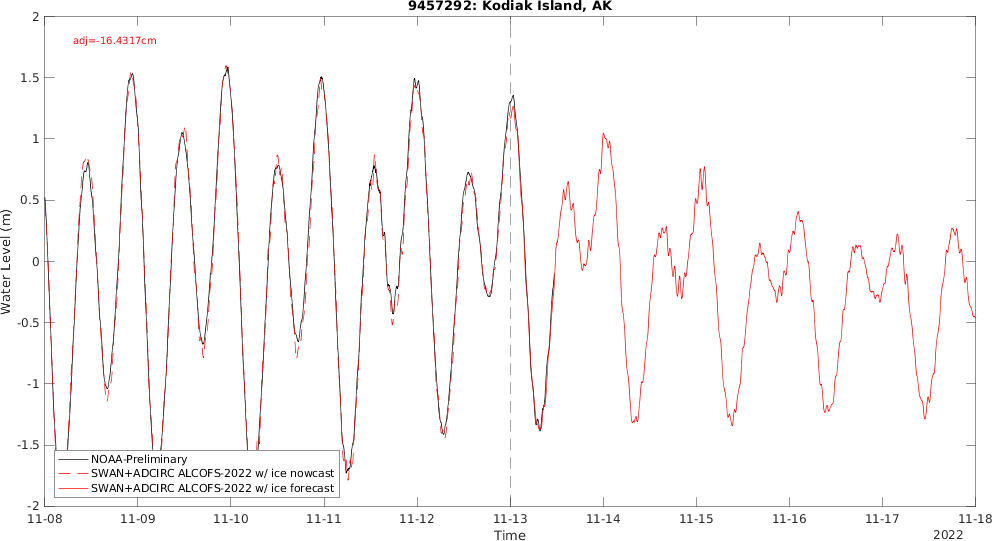 9457292: Kodiak Island, AK
adj=-16.4317cm
2
1.5
1
0.5
0
-0.5
-1
-1.5
-2
Water Level (m)
NOAA-Preliminary
SWAN+ADCIRC ALCOFS-2022 w/ ice nowcast
SWAN+ADCIRC ALCOFS-2022 w/ ice forecast
11-08 11-09 11-10 11-11 11-12 11-13 11-14 11-15 11-16 11-17 11-18
Time
2022